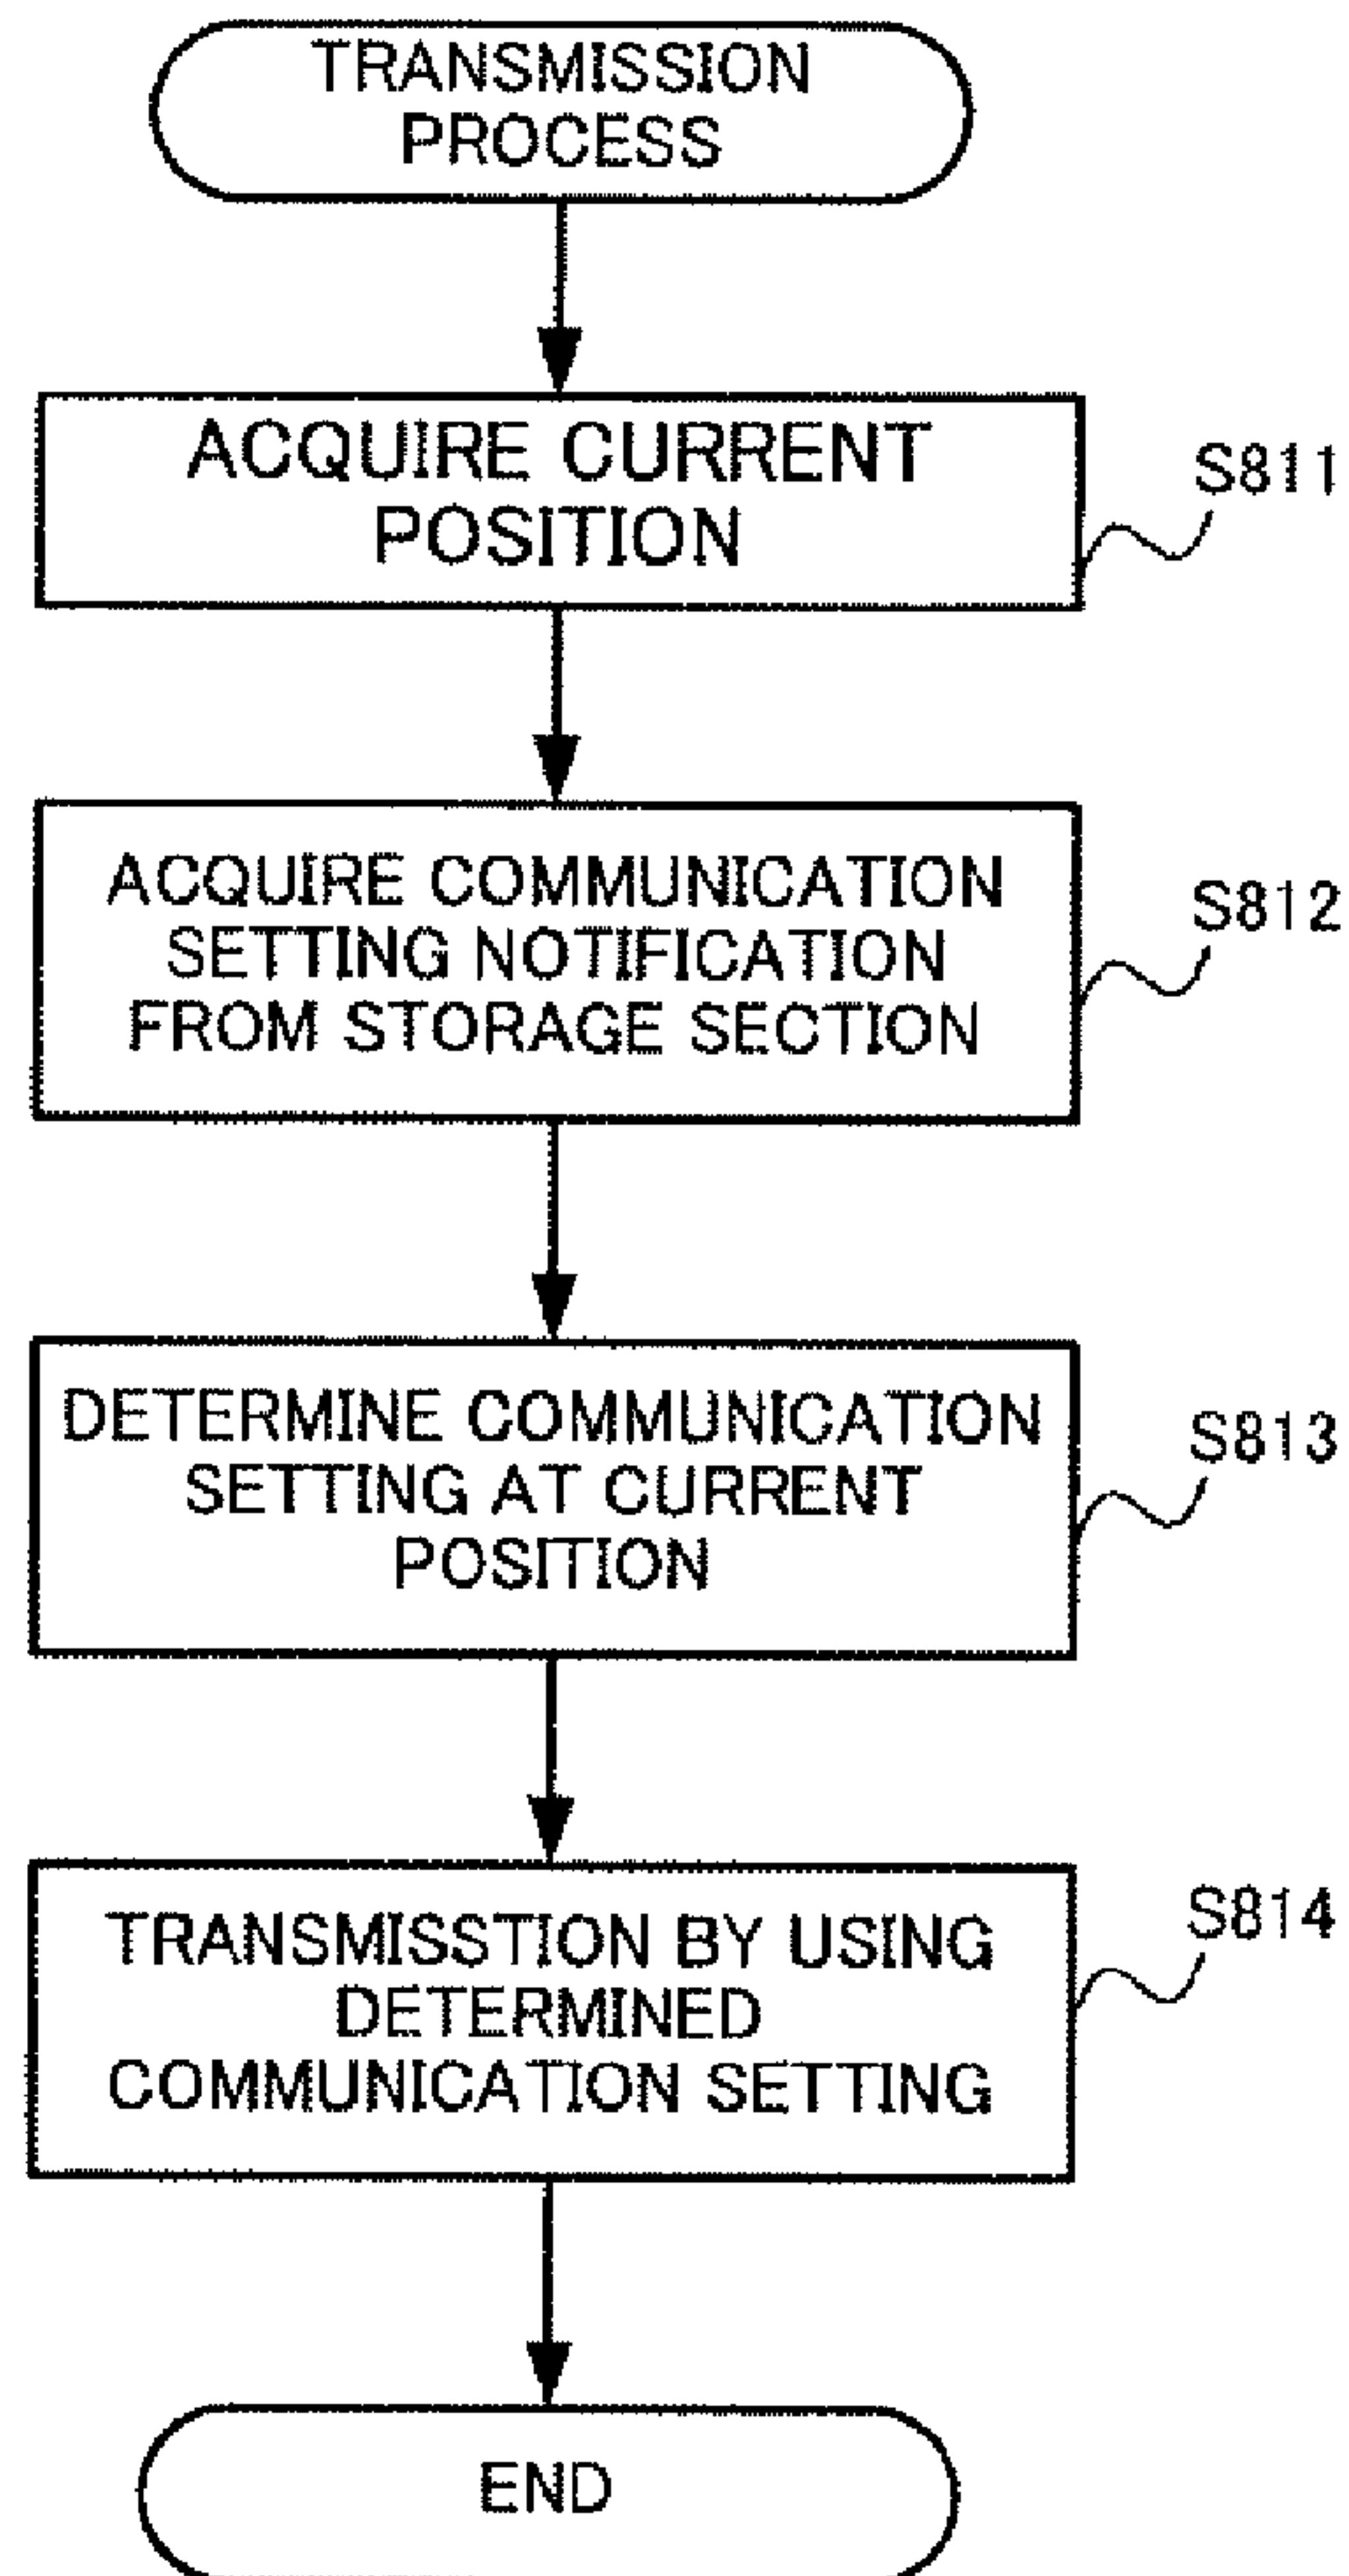 TRANSMISSION
PROCESS
ACQUIRE CURRENT
POSITION
S811
ACQUIRE COMMUNICATION
SETTING NOTIFICATION
FROM STORAGE SECTION
S812
DETERMINE COMMUNICATION
SETTING AT CURRENT
POSITION
S813
TRANSMISSTION BY USING
DETERMINED
COMMUNICATION SETTING
S814
END